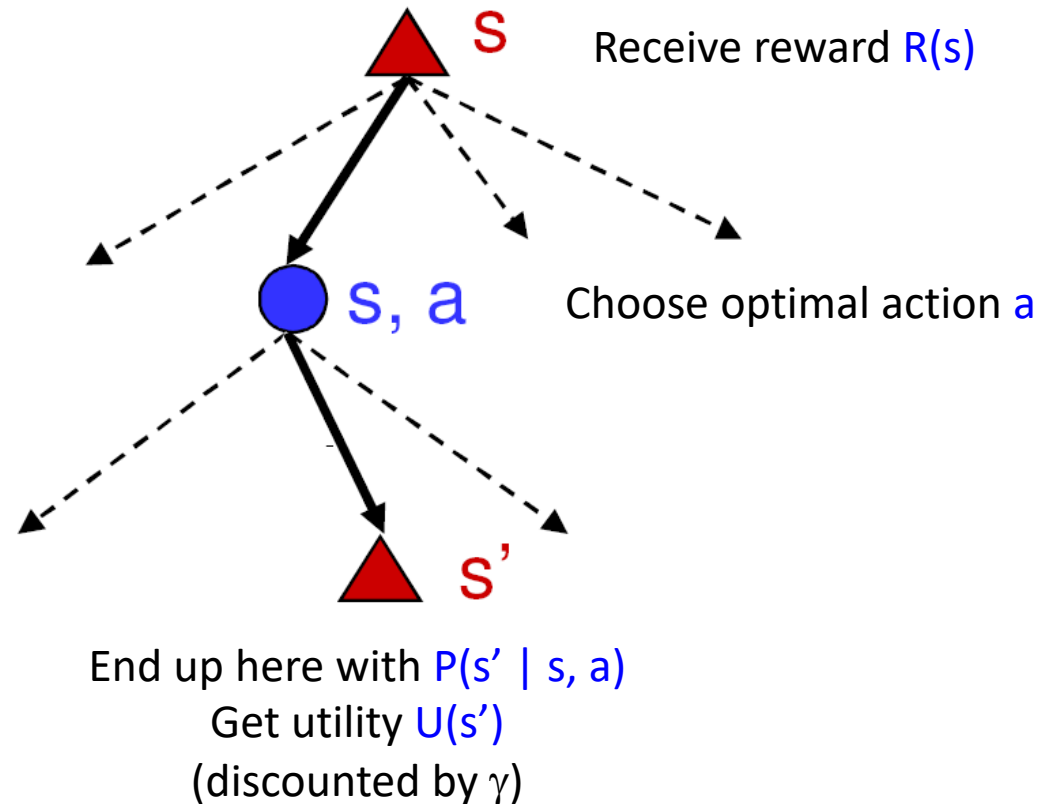 s
Receive reward R(s)
s, a
Choose optimal action a
s’
End up here with P(s’ | s, a)
Get utility U(s’)
(discounted by γ)